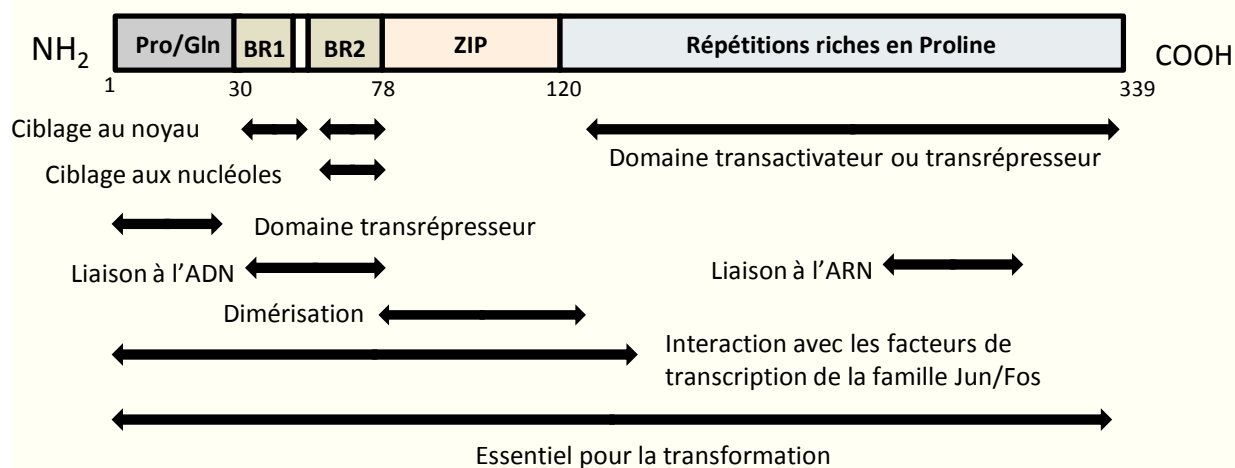 NH2 Pro/Gln BR1 BR2 ZIP Répétitions riches en Proline COOH
1 30 78 120 339
Ciblage au noyau
Domaine transactivateur ou transrépresseur
Ciblage aux nucléoles
Domaine transrépresseur
Liaison à l’ADN
Liaison à l’ARN
Dimérisation
Interaction avec les facteurs de
transcription de la famille Jun/Fos
Essentiel pour la transformation